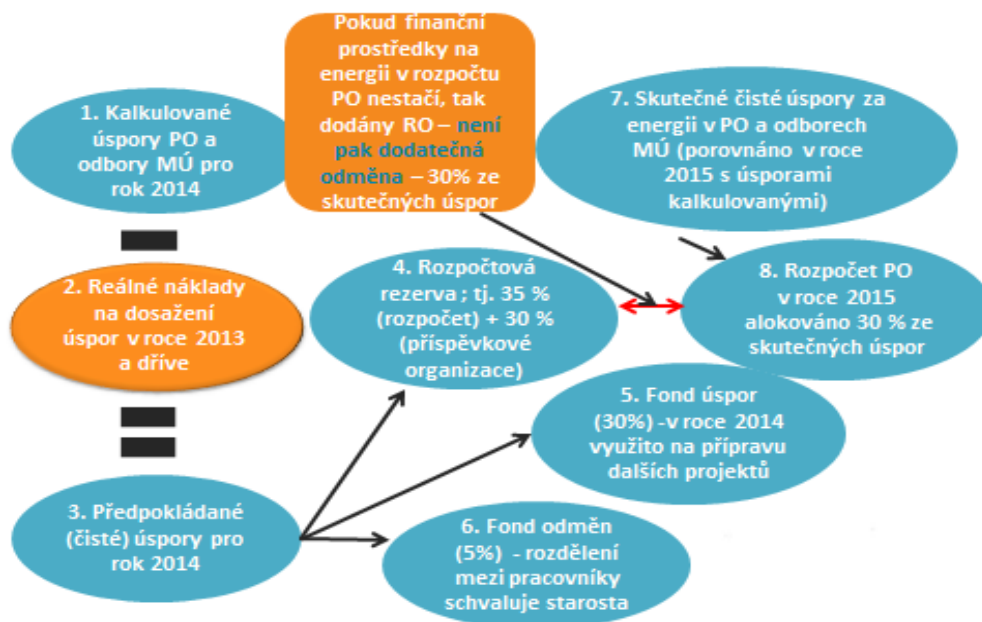 Pokud finanční
prostředky na
energii v rozpočtu
PO nestačí, tak
dodány RO – není
pak dodatečná
odměna – 30% ze
skutečných úspor
1. Kalkulované
úspory PO a
odbory MÚ pro
rok 2014
7. Skutečné čisté úspory za
energii v PO a odborech
MÚ (porovnáno v roce
2015 s úsporami
kalkulovanými)
2. Reálné náklady
na dosažení
úspor v roce 2013
a dříve
4. Rozpočtová
rezerva ; tj. 35 %
(rozpočet) + 30 %
(příspěvkové
organizace)
8. Rozpočet PO
v roce 2015
alokováno 30 % ze
skutečných úspor
5. Fond úspor
(30%) -v roce 2014
využito na přípravu
dalších projektů
3. Předpokládané
(čisté) úspory pro
rok 2014
6. Fond odměn
(5%) - rozdělení
mezi pracovníky
schvaluje starosta